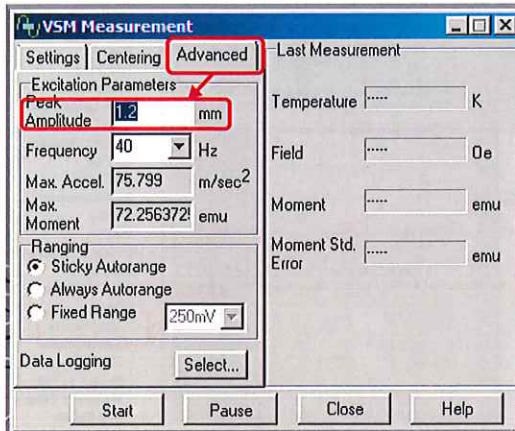 VSM Measurement
Settings Centering Advanced
Excitation Parameters
Peak Amplitude 1.2 mm
Frequency 40 Hz
Max. Accel. 75.799 m/sec2
Max. Moment 72.2563725 emu
Ranging
Sticky Autorange
Always Autorange
Fixed Range 250mV
Data Logging Select...
Last Measurement
Temperature ----- K
Field ----- Oe
Moment ----- emu
Moment Std. Error ----- emu
Start Pause Close Help